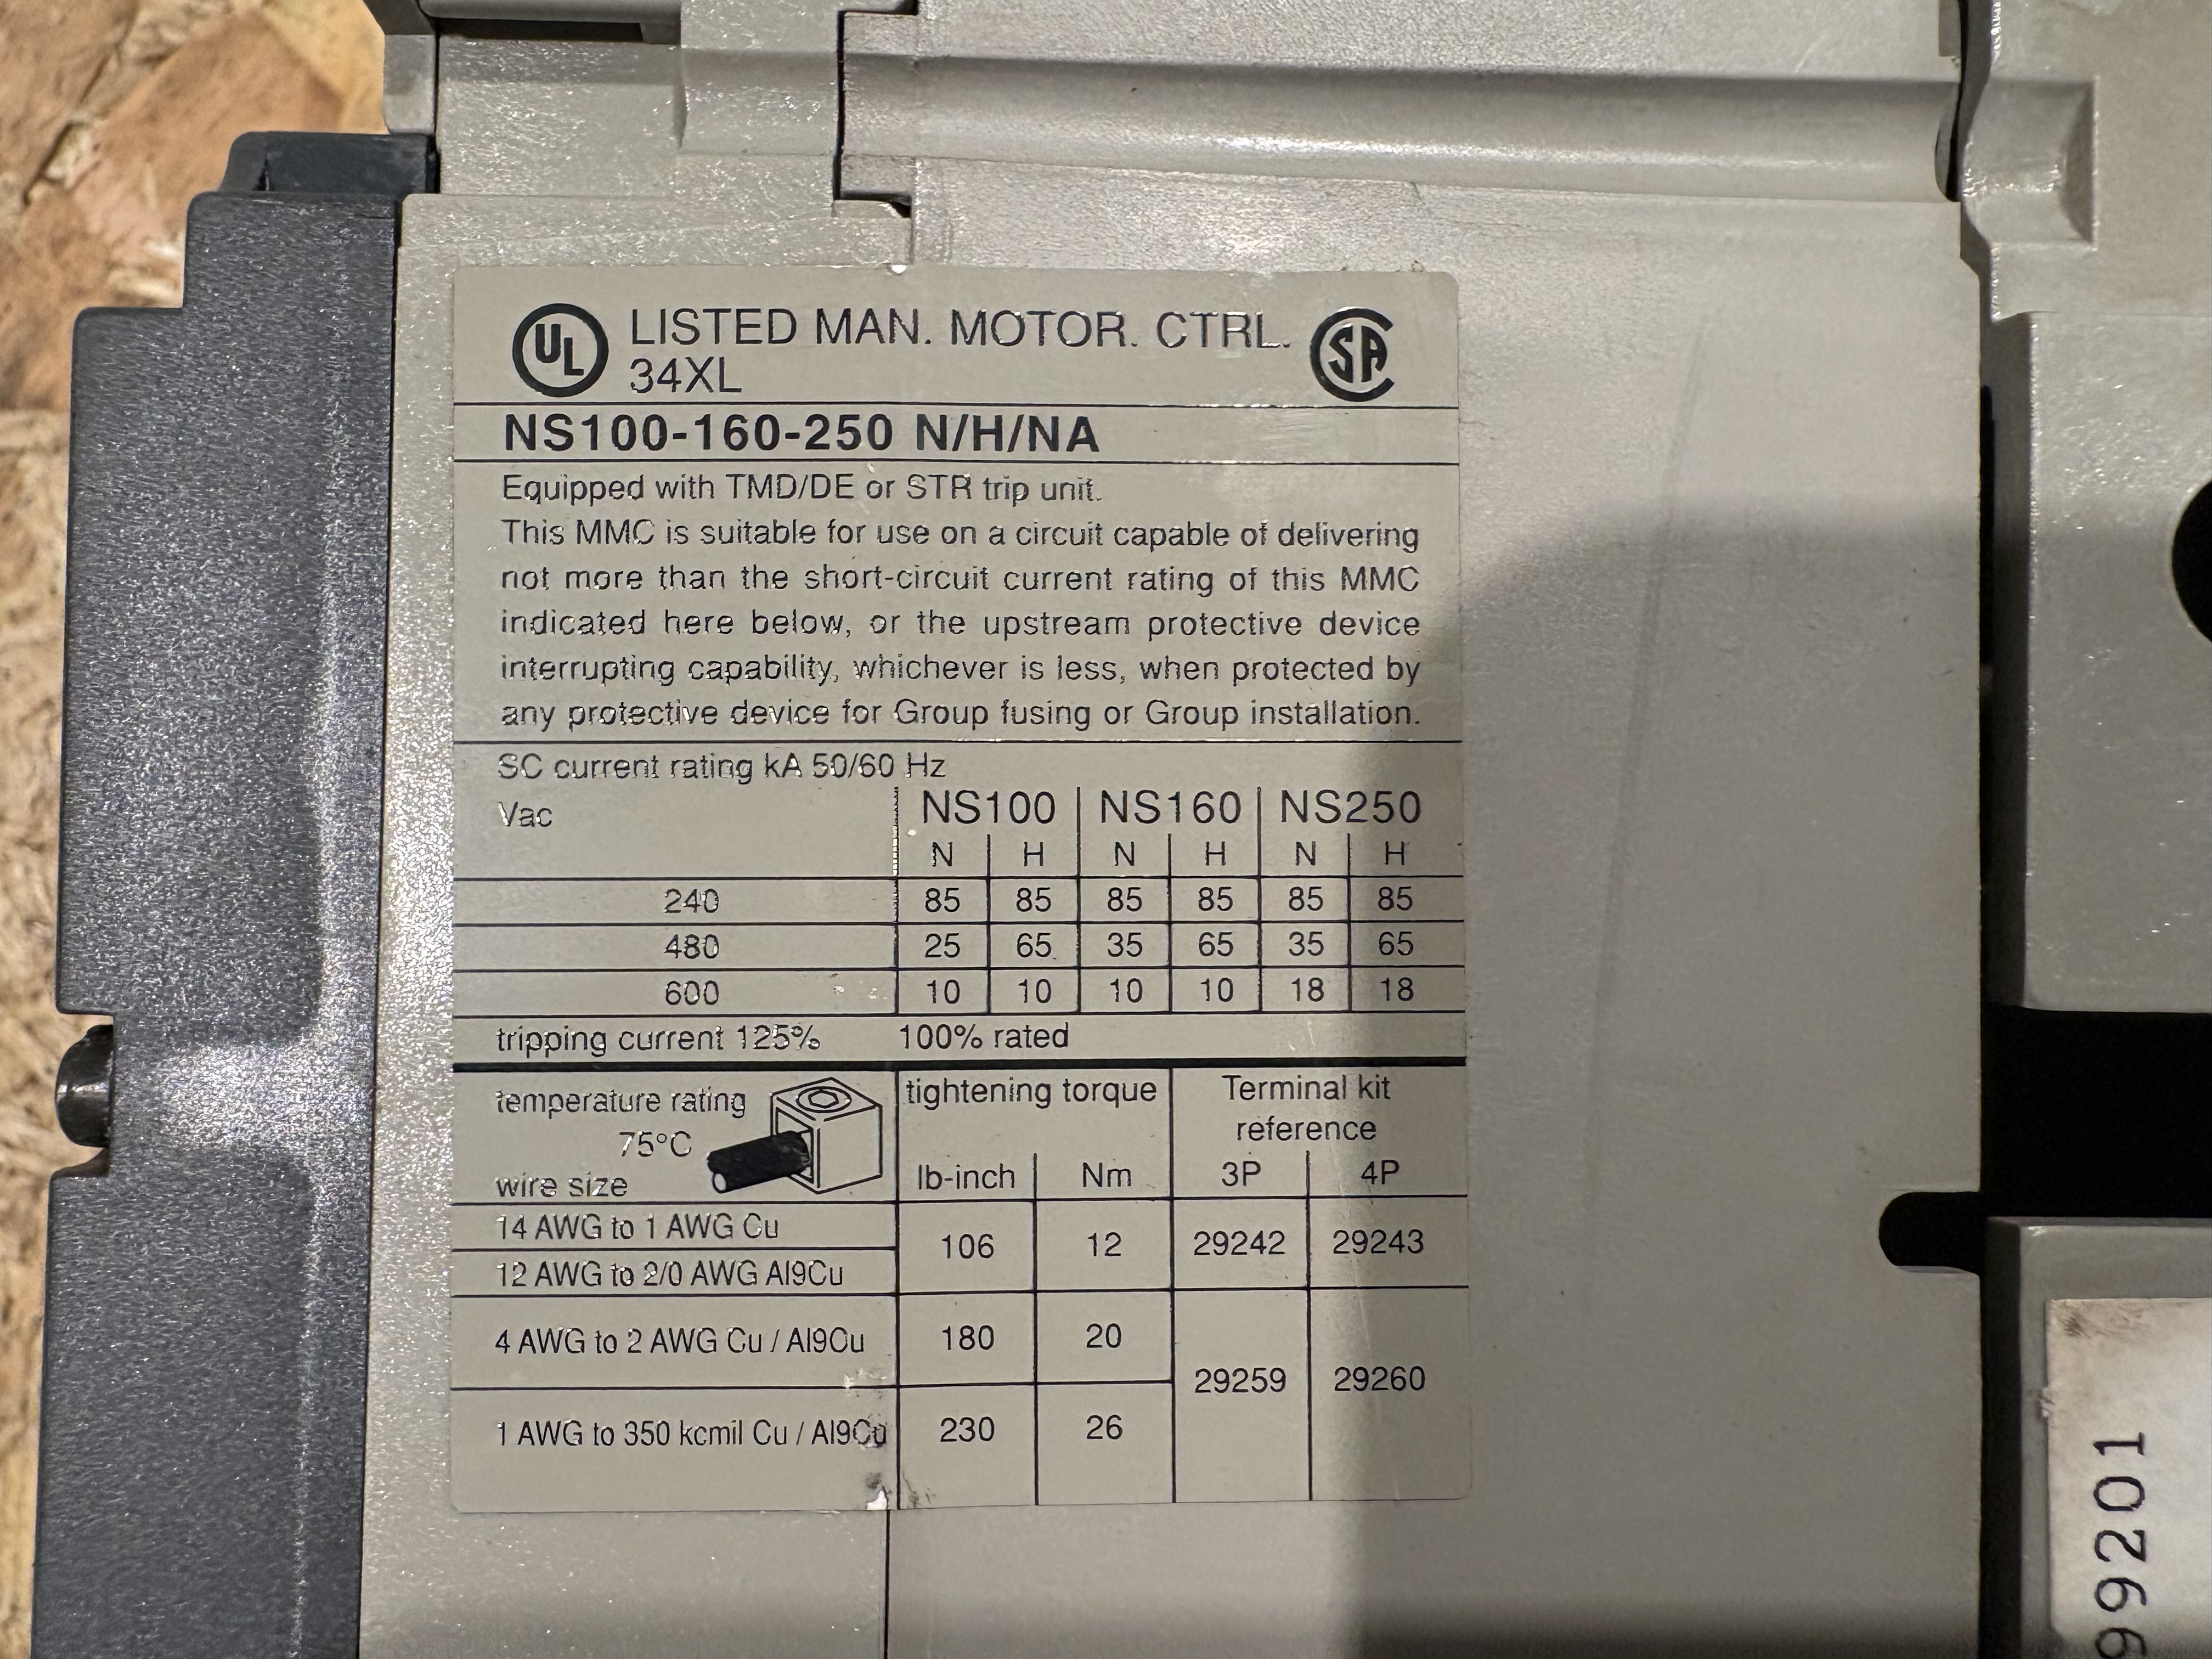 UL LISTED MAN. MOTOR. CTRL. SA
34XL
NS100-160-250 N/H/NA
Equipped with TMD/DE or STR trip unit.
This MMC is suitable for use on a circuit capable of delivering
not more than the short-circuit current rating of this MMC
indicated here below, or the upstream protective device
interrupting capability, whichever is less, when protected by
any protective device for Group fusing or Group installation.
SC current rating kA 50/60 Hz
Vac NS100 NS160 NS250
N H N H N H
240 85 85 85 85 85 85
480 25 65 35 65 35 65
600 10 10 10 10 18 18
tripping current 125% 100% rated
temperature rating tightening torque Terminal kit
75°C reference
wire size lb-inch Nm 3P 4P
14 AWG to 1 AWG Cu 106 12 29242 29243
12 AWG to 2/0 AWG Al9Cu
4 AWG to 2 AWG Cu / Al9Cu 180 20 29259 29260
1 AWG to 350 kcmil Cu / Al9Cu 230 26
99201